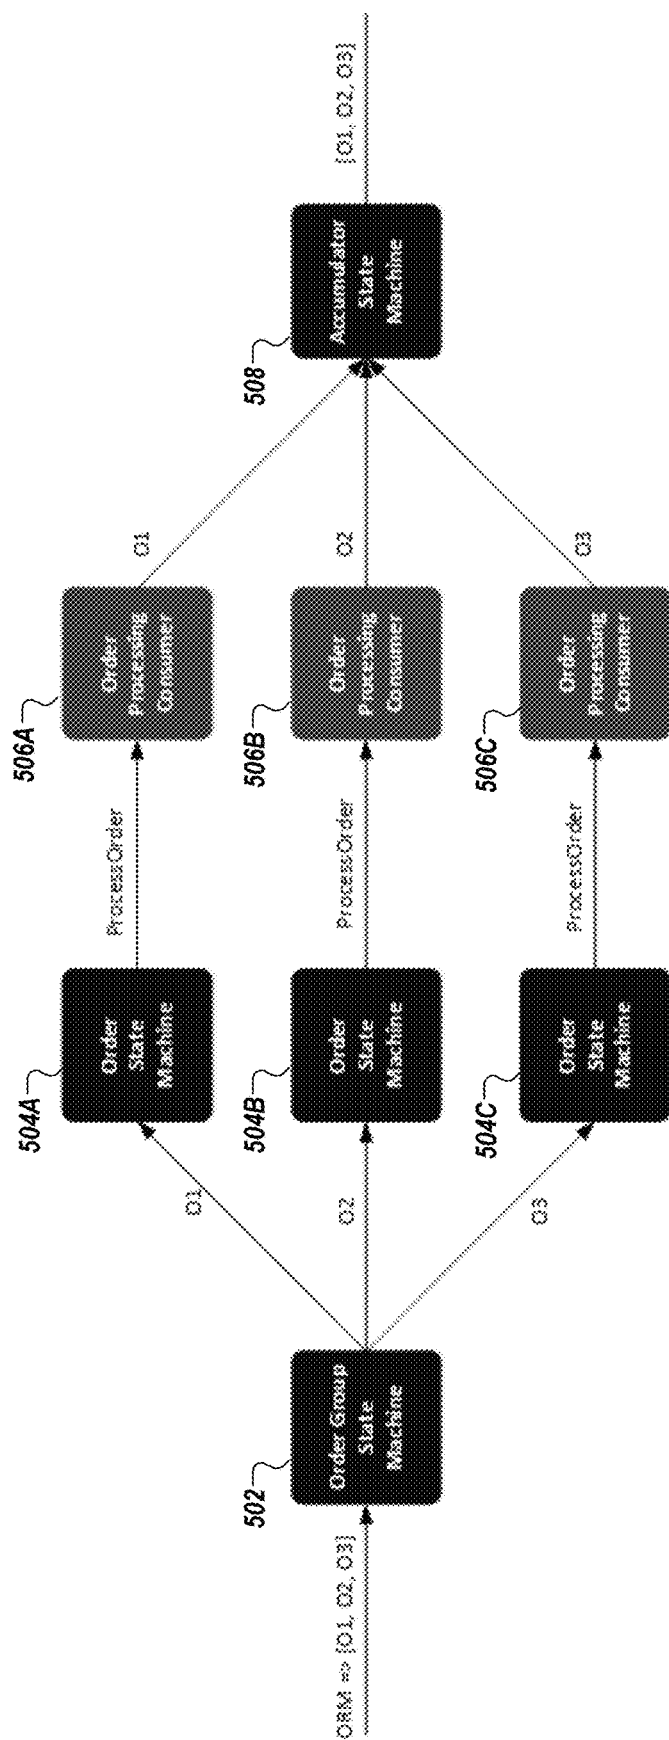 ORM => [O1, O2, O3]
502
Order Group
State
Machine
O1
O2
O3
504A
Order
State
Machine
504B
Order
State
Machine
504C
Order
State
Machine
ProcessOrder
ProcessOrder
ProcessOrder
506A
Order
Processing
Consumer
506B
Order
Processing
Consumer
506C
Order
Processing
Consumer
O1
O2
O3
508
Accumulator
State
Machine
[O1, O2, O3]